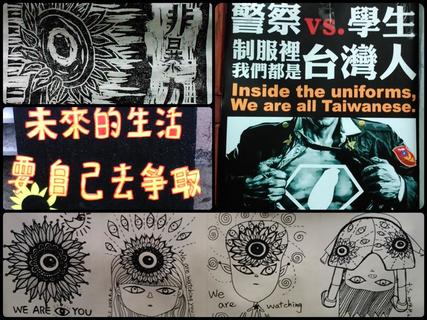 非暴力
警察 vs. 學生
制服裡
我們都是 台灣人
Inside the uniforms,
We are all Taiwanese.
未來的生活
要自己去爭取
WE ARE YOU
We
are watching